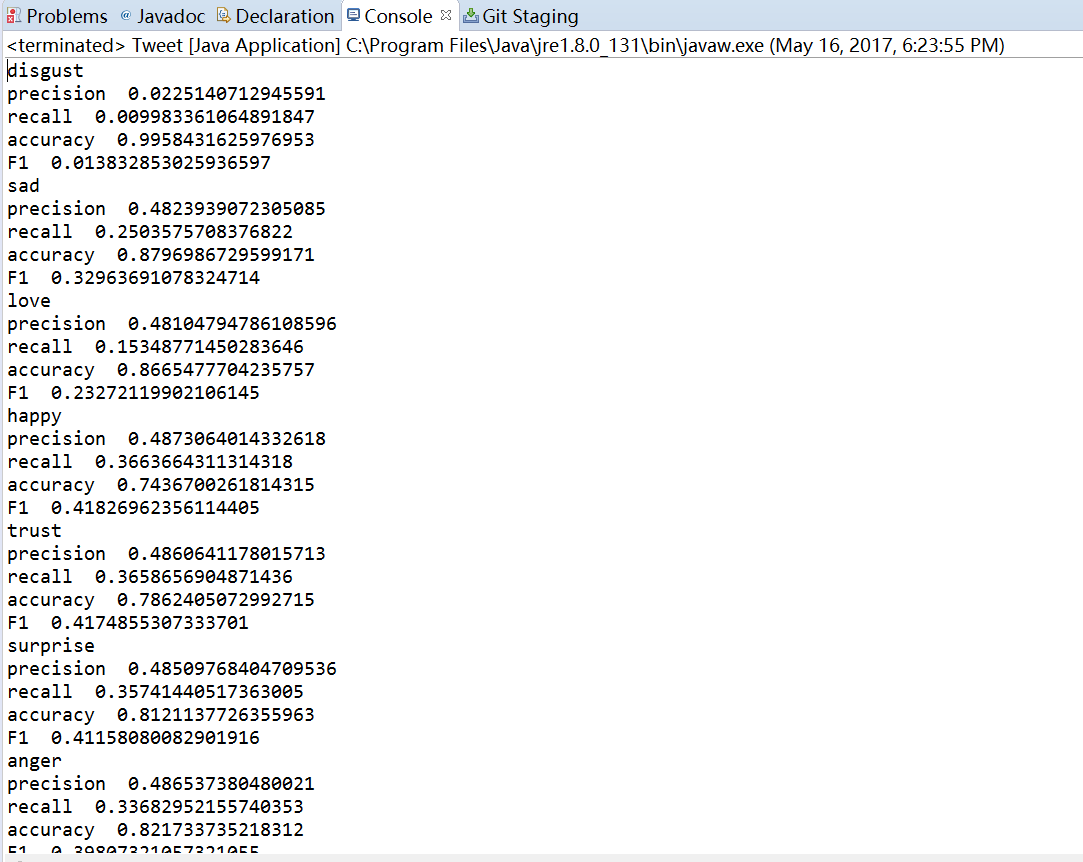 Problems @ Javadoc Declaration Console Git Staging
<terminated> Tweet [Java Application] C:\Program Files\Java\jre1.8.0_131\bin\javaw.exe (May 16, 2017, 6:23:55 PM)
disgust
precision 0.0225140712945591
recall 0.009983361064891847
accuracy 0.9958431625976953
F1 0.013832853025936597
sad
precision 0.4823939072305085
recall 0.2503575708376822
accuracy 0.8796986729599171
F1 0.32963691078324714
love
precision 0.48104794786108596
recall 0.15348771450283646
accuracy 0.8665477704235757
F1 0.23272119902106145
happy
precision 0.4873064014332618
recall 0.3663664311314318
accuracy 0.7436700261814315
F1 0.41826962356114405
trust
precision 0.4860641178015713
recall 0.3658656904871436
accuracy 0.7862405072992715
F1 0.4174855307333701
surprise
precision 0.48509768404709536
recall 0.35741440517363005
accuracy 0.8121137726355963
F1 0.41158080082901916
anger
precision 0.486537380480021
recall 0.33682952155740353
accuracy 0.821733735218312
F1 0.39807321057321055